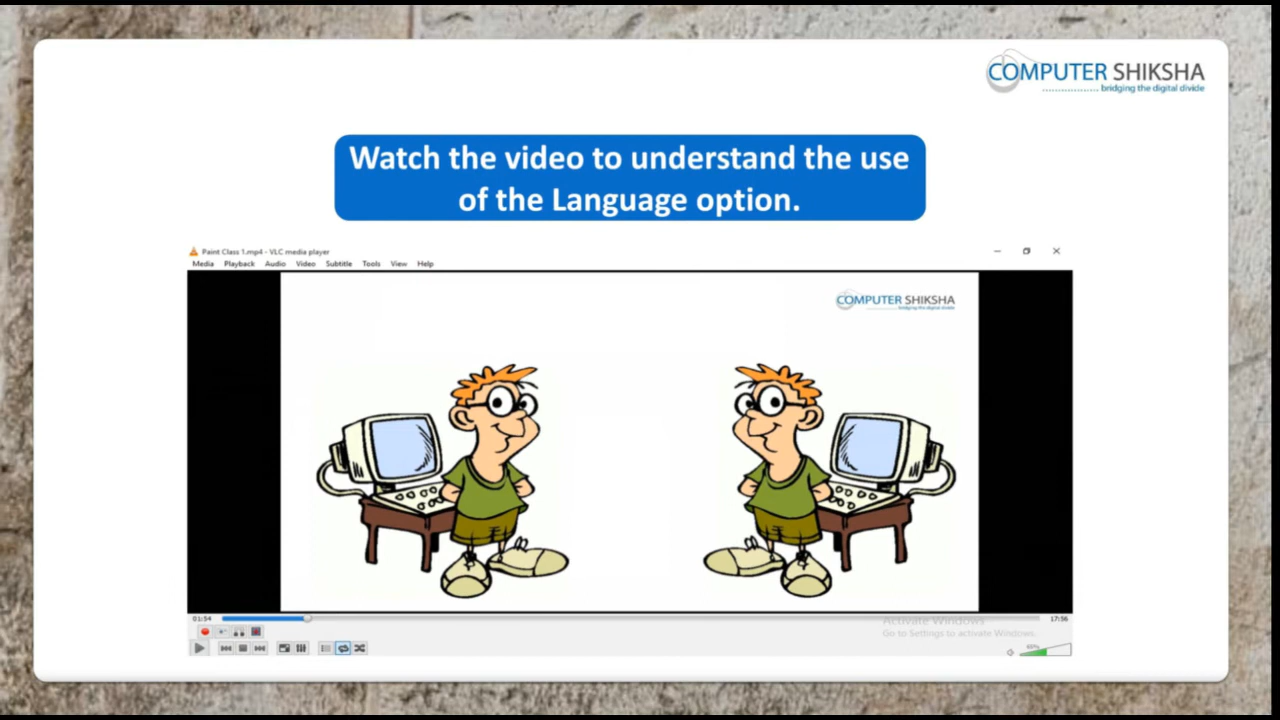 COMPUTER SHIKSHA
bridging the digital divide
Watch the video to understand the use
of the Language option.
Paint Class 1.mp4 - VLC media player
Media Playback Audio Video Subtitle Tools View Help
COMPUTER SHIKSHA
bridging the digital divide
01:54
17:56
Activate Windows
Go to Settings to activate Windows.